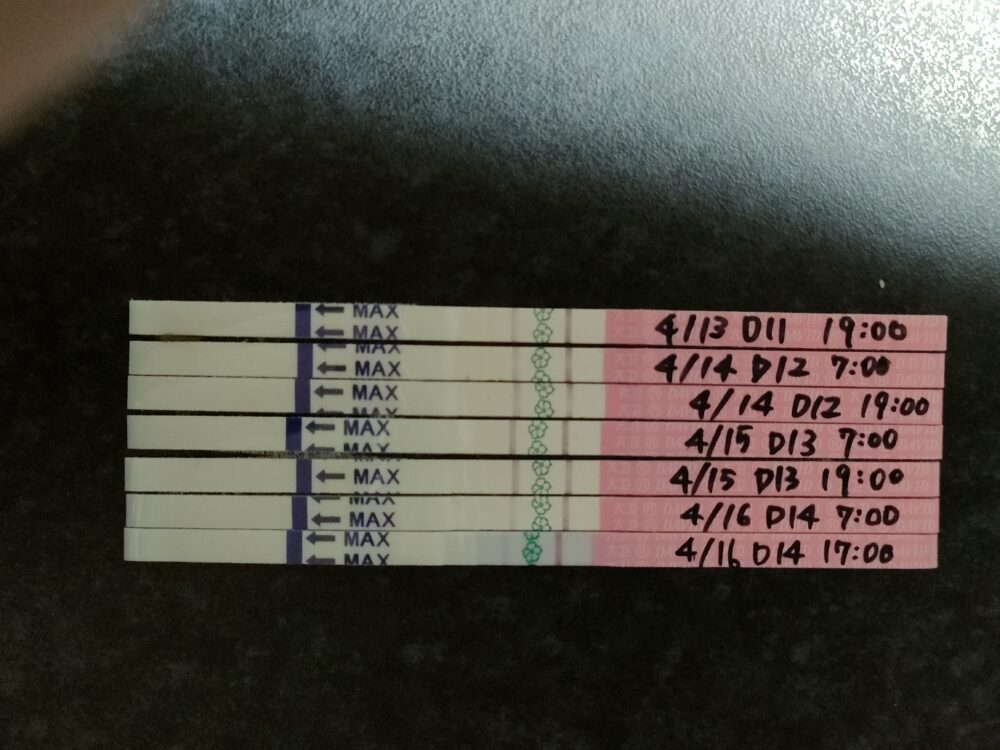 MAX 4/13 D11 19:00
MAX
MAX 4/14 D12 7:00
MAX
MAX 4/14 D12 19:00
MAX 4/15 D13 7:00
MAX
MAX 4/15 D13 19:00
MAX
MAX 4/16 D14 7:00
MAX 4/16 D14 17:00
MAX